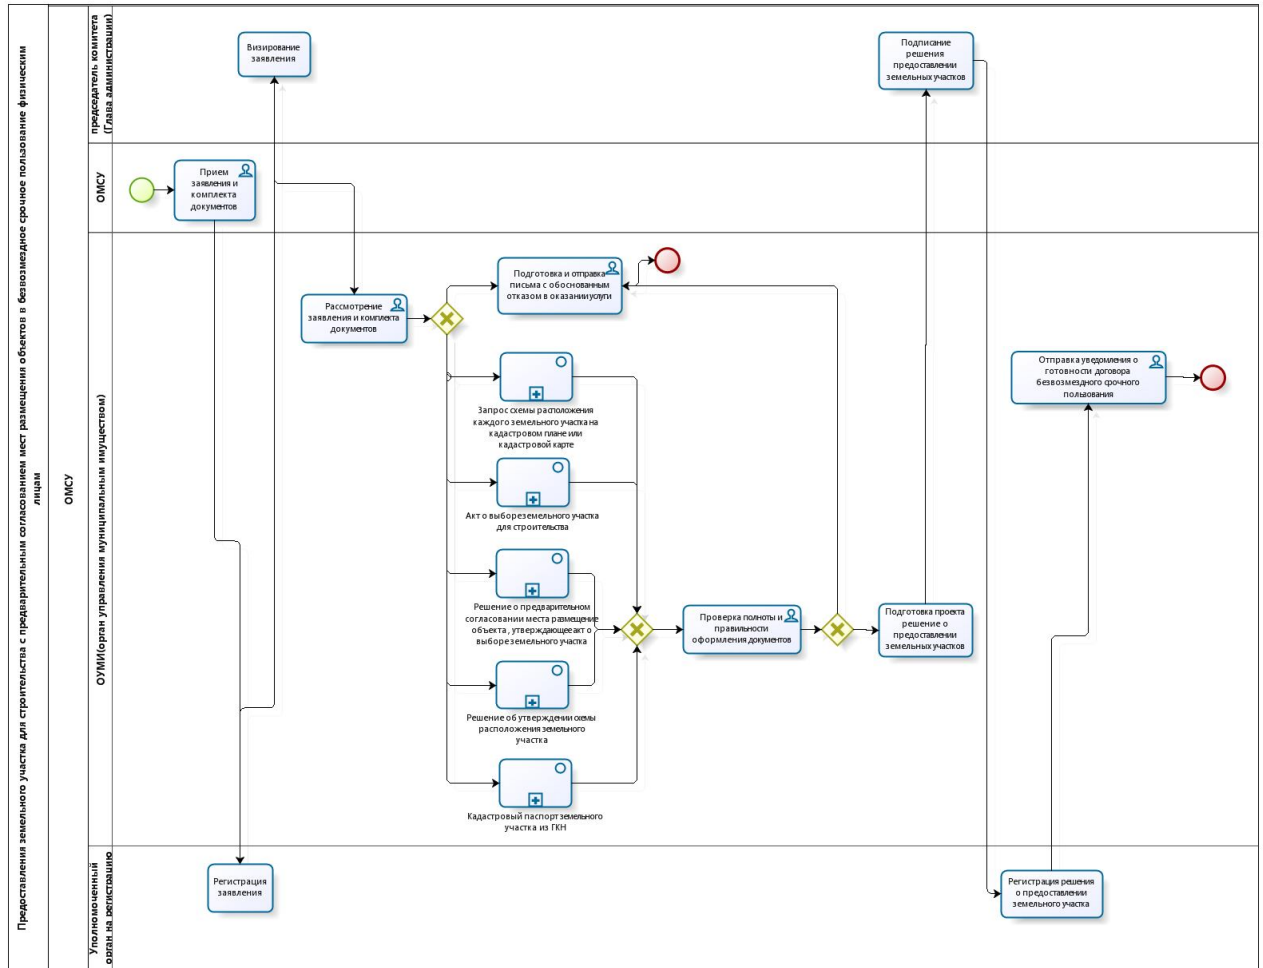 Предоставления земельного участка для строительства с предварительным согласованием мест размещения объектов в безвозмездное срочное пользование физическим
лицам
ОМСУ
председатель комитета
(Глава администрации)
Визирование
заявления
Подписание
решения
предоставлении
земельных участков
ОМСУ
Прием
заявления и
комплекта
документов
ОУМИ(орган управления муниципальным имуществом)
Подготовка и отправка
письма с обоснованным
отказом в оказании услуги
Рассмотрение
заявления и комплекта
документов
Запрос схемы расположения
каждого земельного участка на
кадастровом плане или
кадастровой карте
Отправка уведомления о
готовности договора
безвозмездного срочного
пользования
Акт о выборе земельного участка
для строительства
Решение о предварительном
согласовании места размещение
объекта , утверждающее акт о
выборе земельного участка
Проверка полноты и
правильности
оформления документов
Подготовка проекта
решение о
предоставлении
земельных участков
Решение об утверждении схемы
расположения земельного
участка
Кадастровый паспорт земельного
участка из ГКН
Уполномоченный
орган на регистрацию
Регистрация
заявления
Регистрация решения
о предоставлении
земельного участка